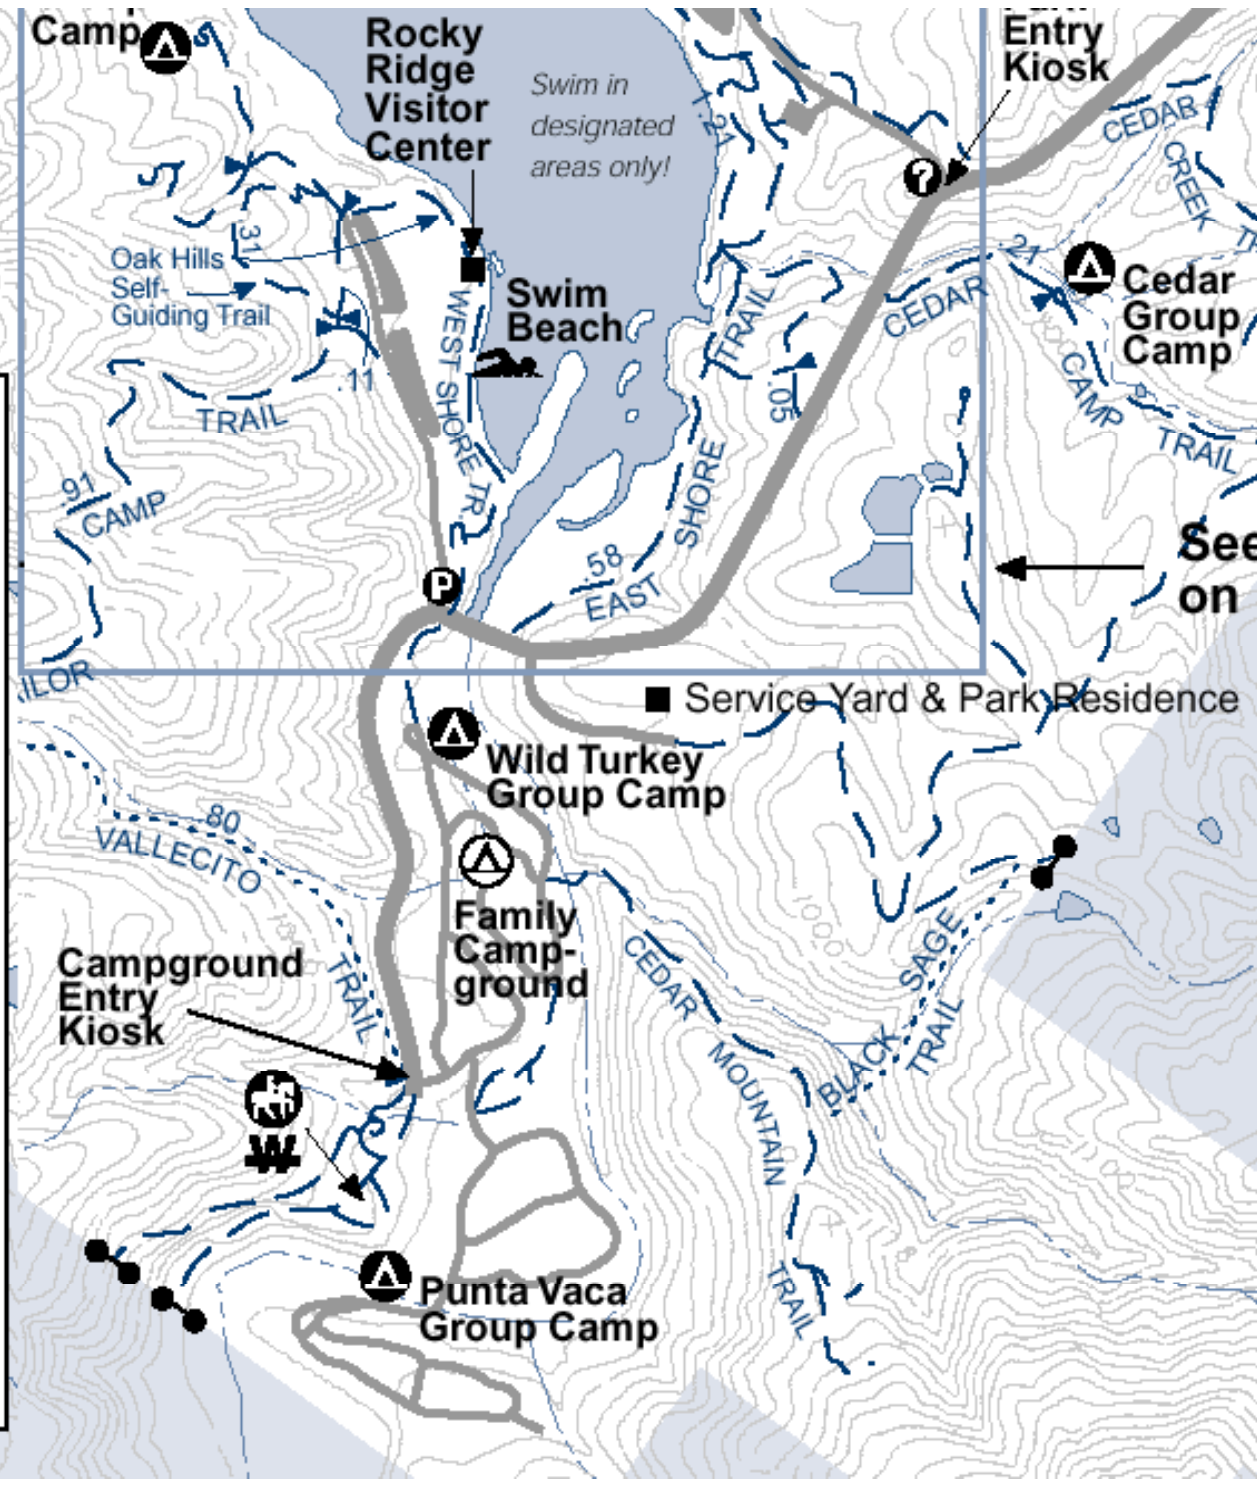 Camp
Rocky
Ridge
Visitor
Center
Swim in
designated
areas only!
1.21
Entry
Kiosk
CEDAR
CREEK
?
.21
Cedar
Group
Camp
.31
Oak Hills
Self-
Guiding Trail
WEST SHORE TR.
Swim
Beach
TRAIL
CEDAR
CAMP
TRAIL
.11
TRAIL
.05
.91
CAMP
SHORE
.58
EAST
P
See
on
ILOR
Service Yard & Park Residence
Wild Turkey
Group Camp
.80
VALLECITO
TRAIL
Family
Camp-
ground
CEDAR
MOUNTAIN
TRAIL
BLACK
SAGE
TRAIL
Campground
Entry
Kiosk
W
Punta Vaca
Group Camp